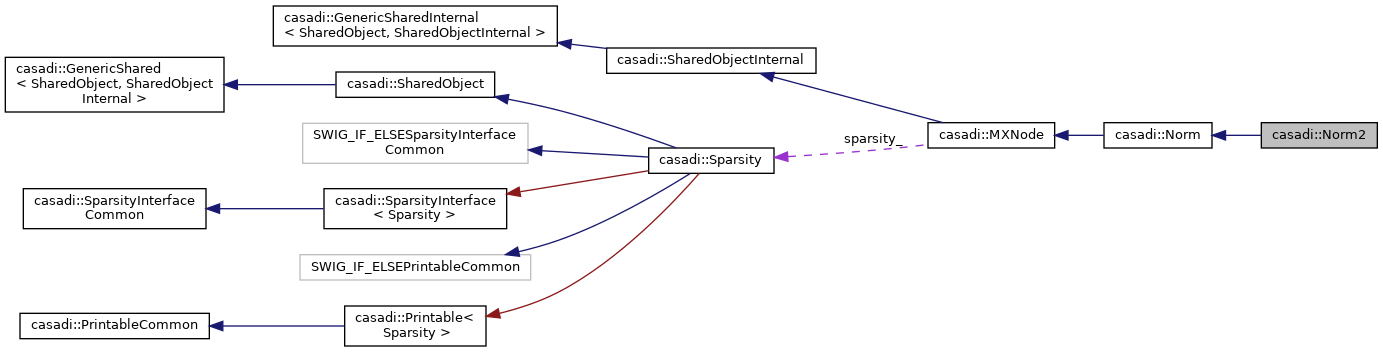 casadi::GenericSharedInternal
< SharedObject, SharedObjectInternal >
casadi::GenericShared
< SharedObject, SharedObject
Internal >
casadi::SharedObjectInternal
casadi::SharedObject
SWIG_IF_ELSESparsityInterface
Common
sparsity_
casadi::MXNode
casadi::Norm
casadi::Norm2
casadi::Sparsity
casadi::SparsityInterface
Common
casadi::SparsityInterface
< Sparsity >
SWIG_IF_ELSEPrintableCommon
casadi::PrintableCommon
casadi::Printable<
Sparsity >